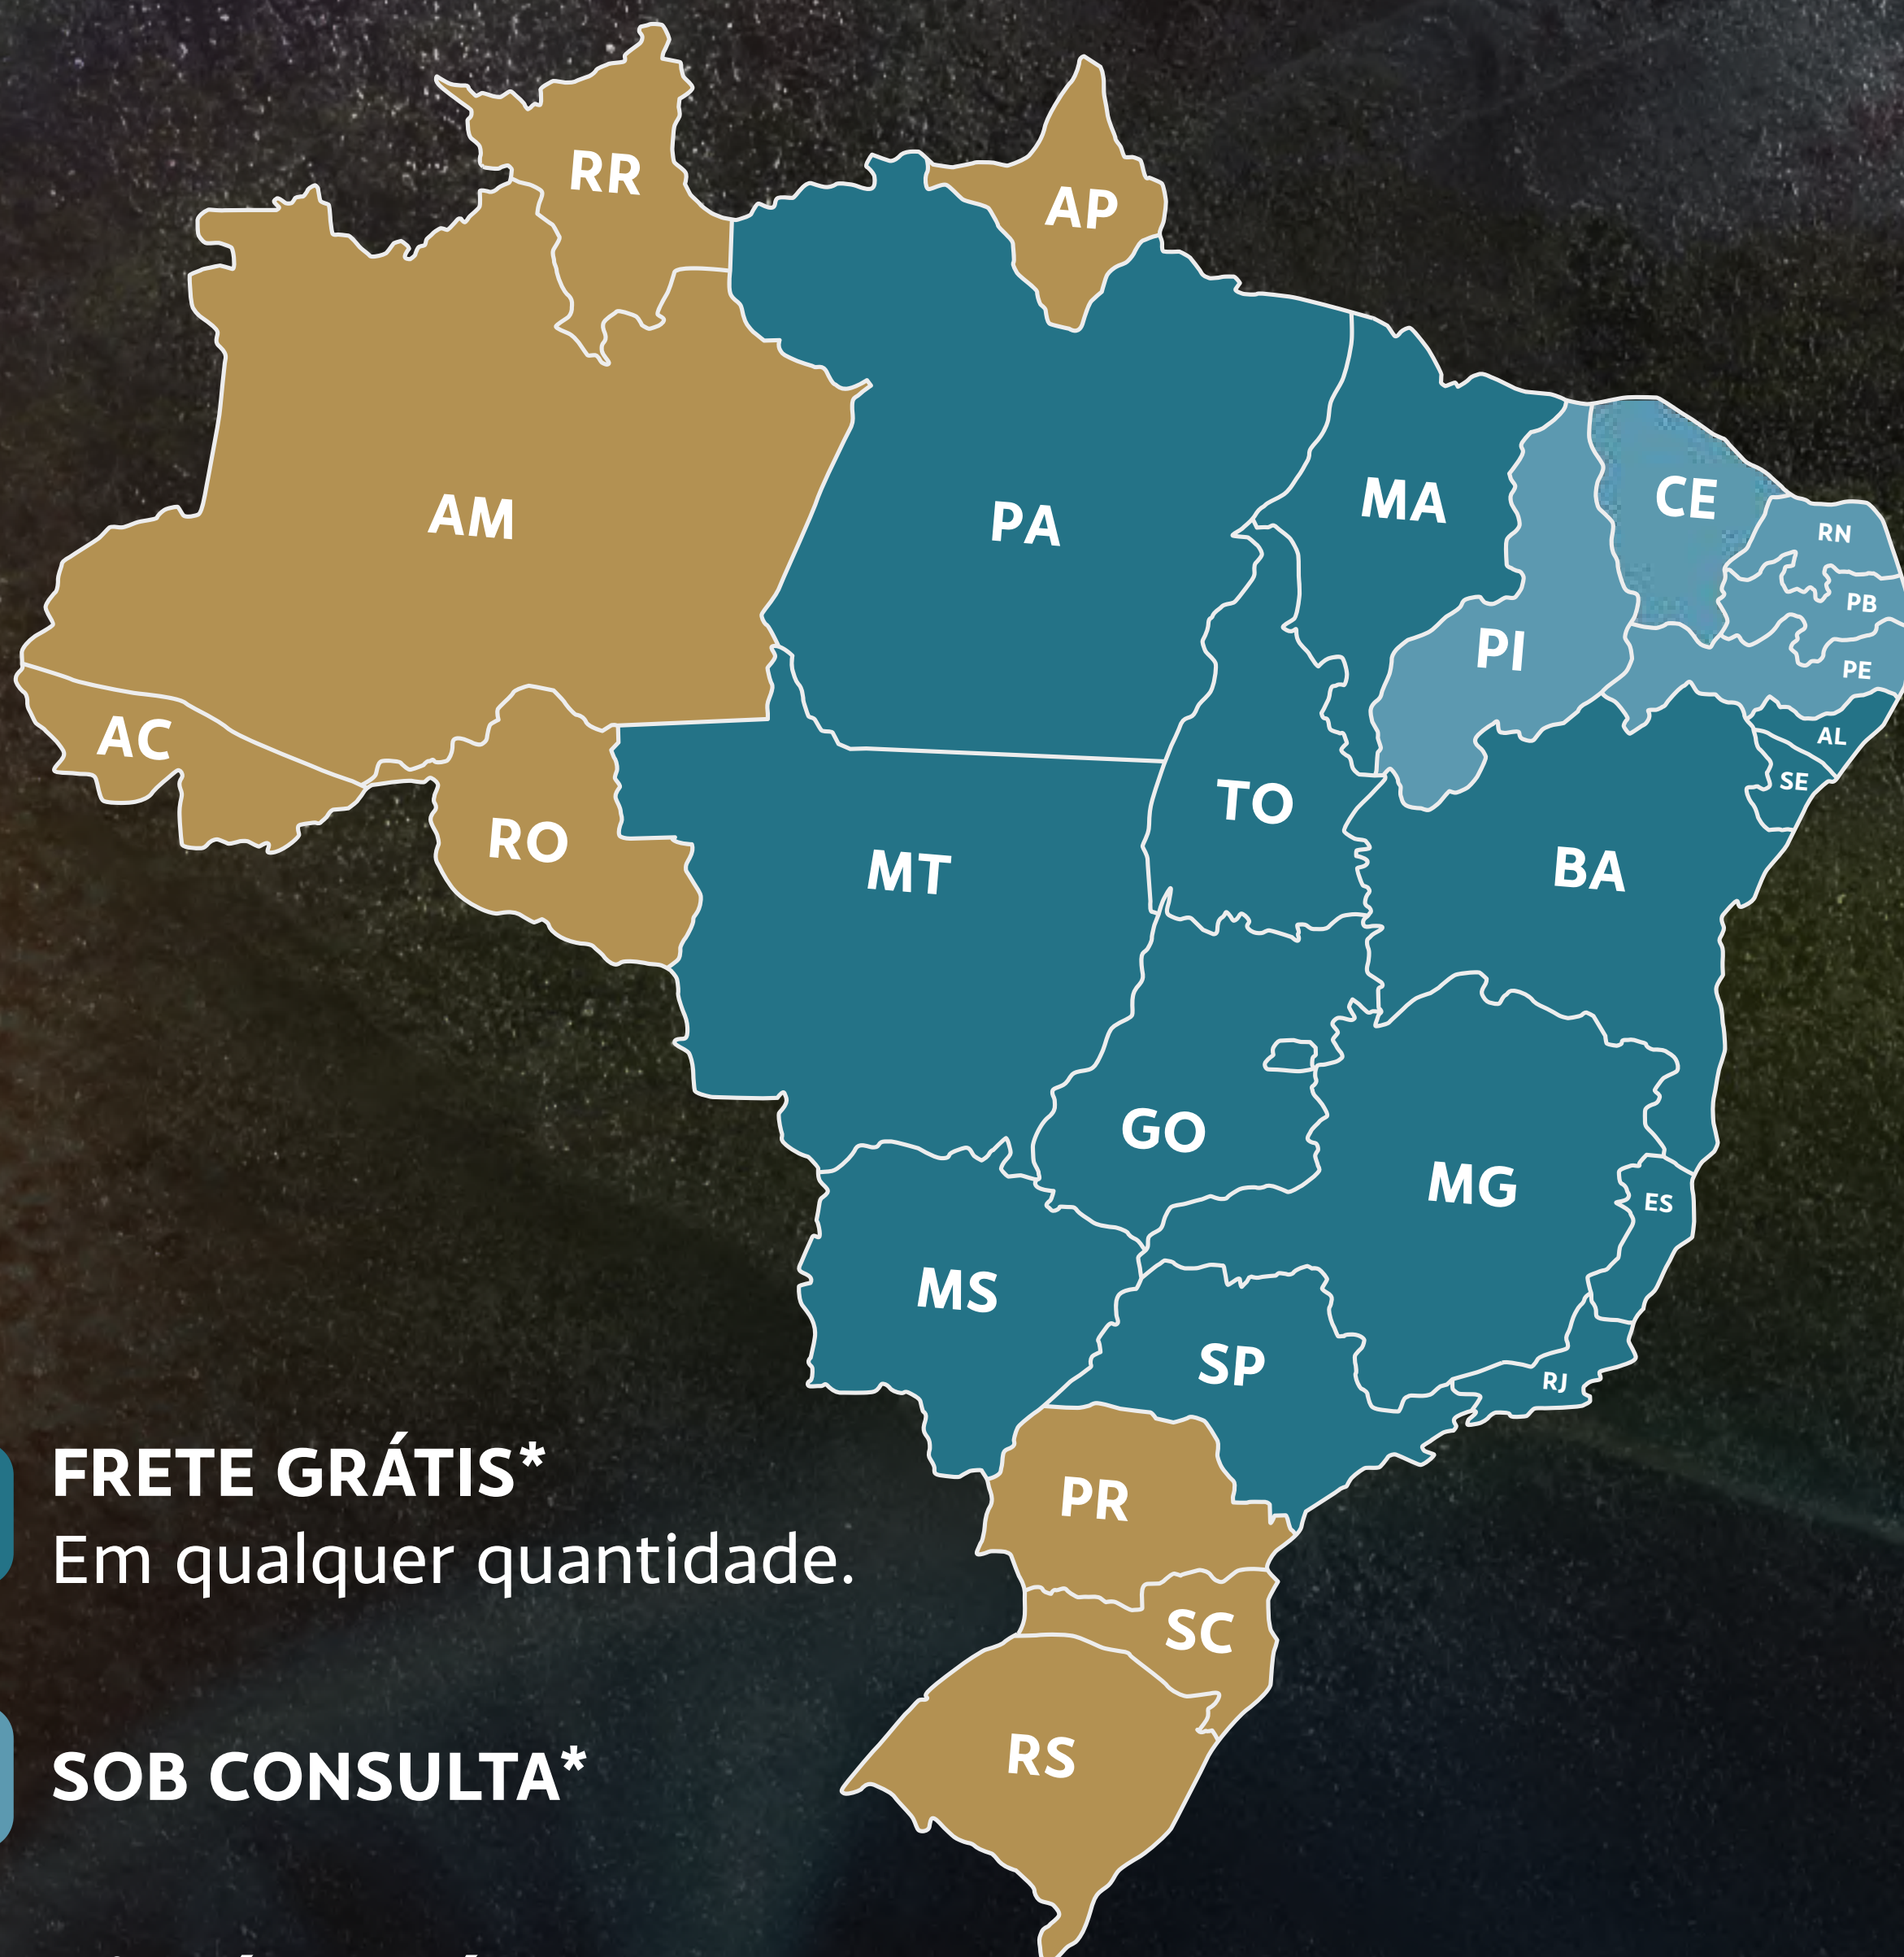 RR
AP
AM
PA
MA
CE
RN
PB
PI
PE
AC
AL
SE
TO
RO
MT
BA
GO
MG
ES
MS
SP
RJ
PR
SC
RS
FRETE GRÁTIS*
Em qualquer quantidade.
SOB CONSULTA*